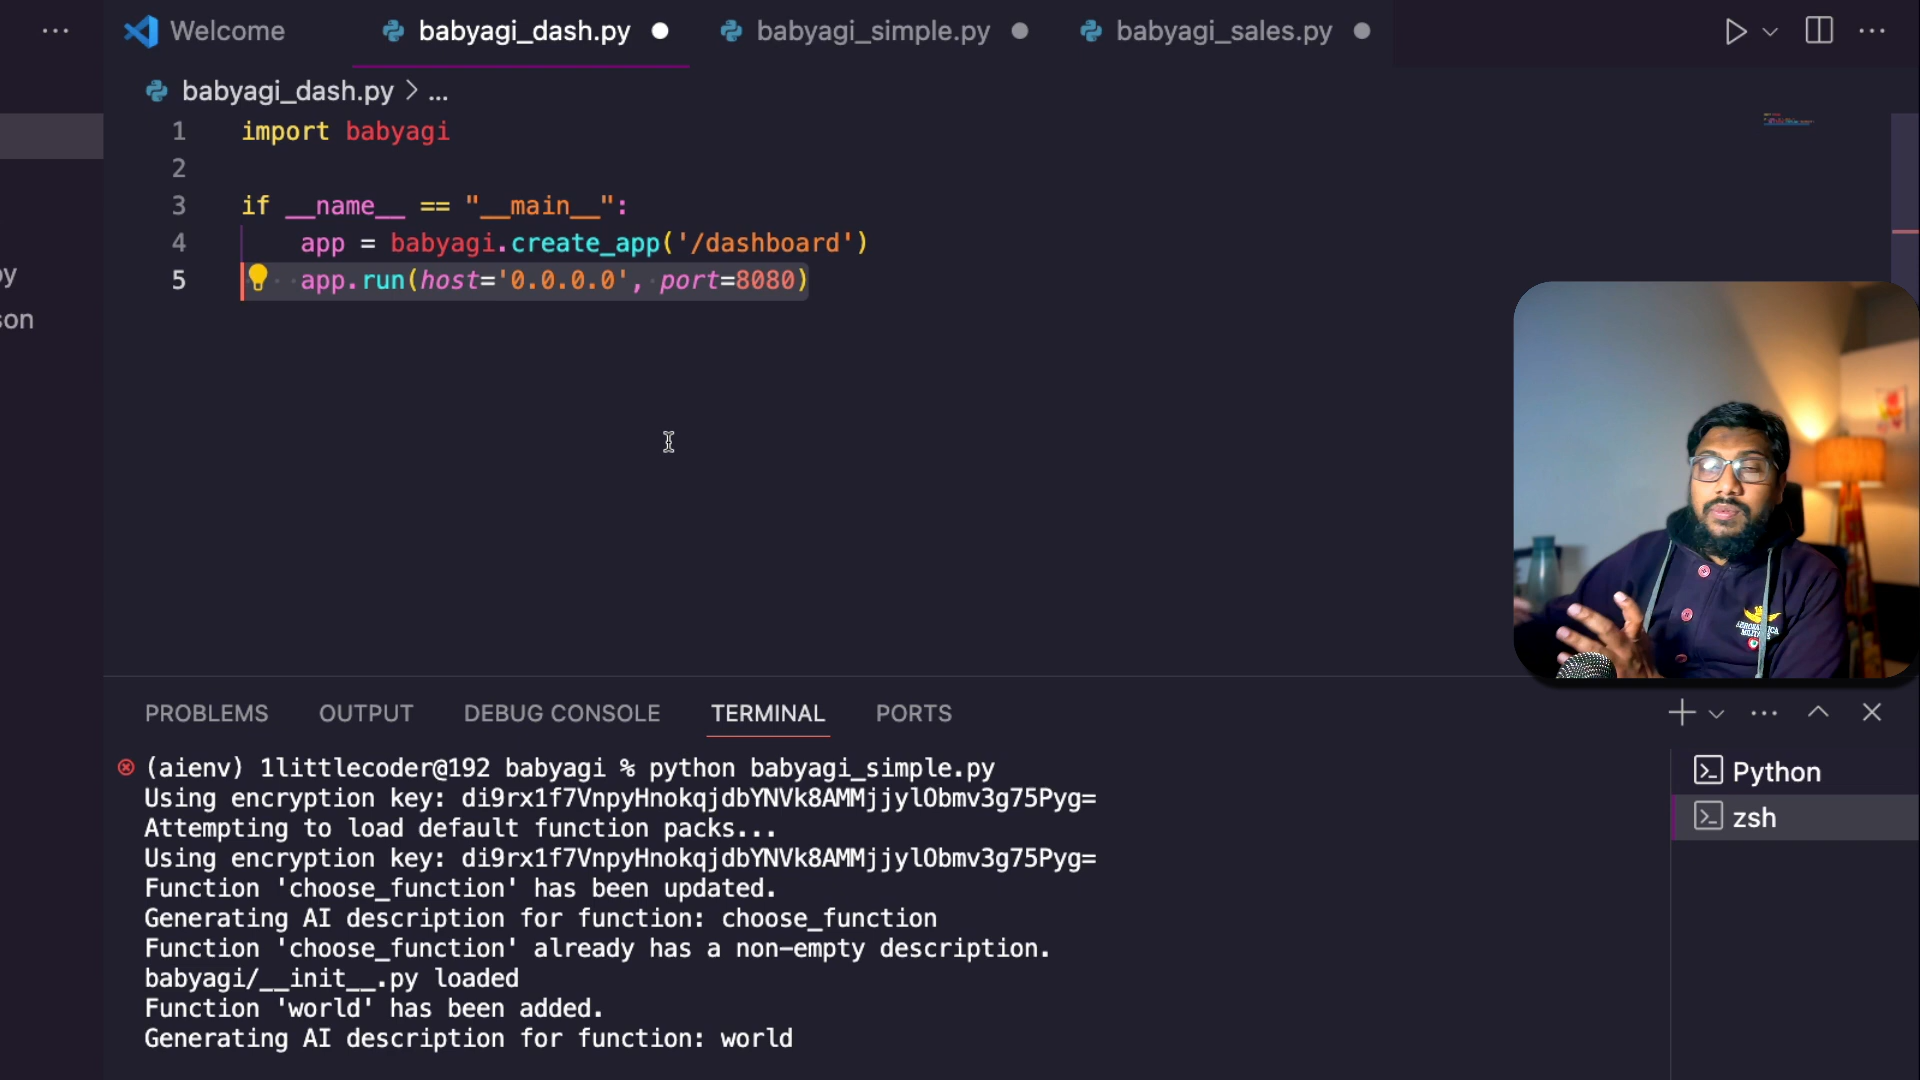 Welcome
babyagi_dash.py
babyagi_simple.py
babyagi_sales.py
babyagi_dash.py > ...
1 import babyagi
2
3 if __name__ == "__main__":
4 app = babyagi.create_app('/dashboard')
5 app.run(host='0.0.0.0', port=8080)
py
son
PROBLEMS OUTPUT DEBUG CONSOLE TERMINAL PORTS
(aienv) 1littlecoder@192 babyagi % python babyagi_simple.py
Using encryption key: di9rx1f7VnpyHnokqjdbYNVk8AMMjjylObmv3g75Pyg=
Attempting to load default function packs...
Using encryption key: di9rx1f7VnpyHnokqjdbYNVk8AMMjjylObmv3g75Pyg=
Function 'choose_function' has been updated.
Generating AI description for function: choose_function
Function 'choose_function' already has a non-empty description.
babyagi/__init__.py loaded
Function 'world' has been added.
Generating AI description for function: world
Python
zsh